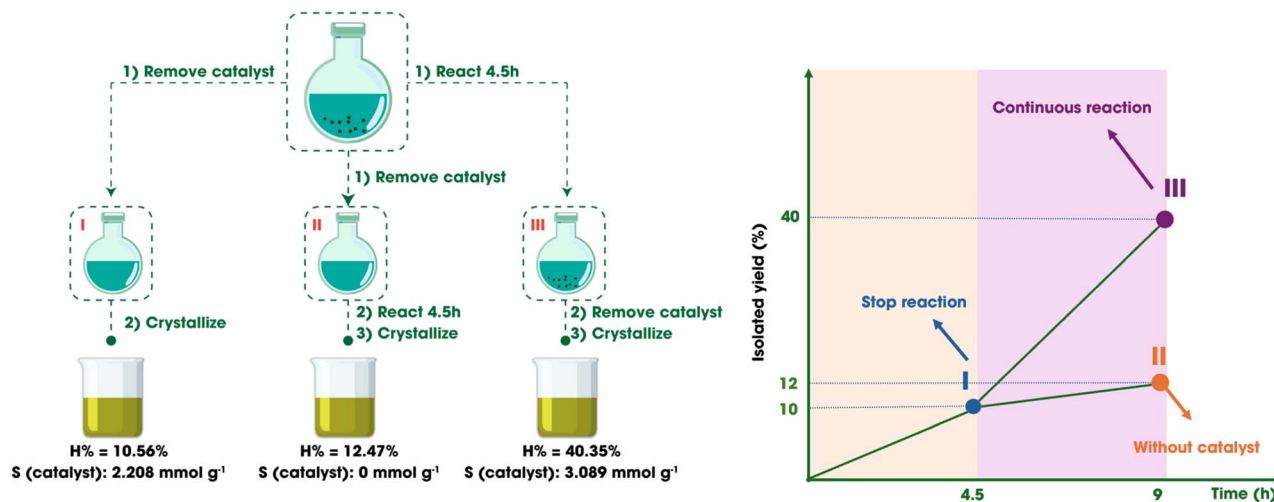 1) Remove catalyst
1) React 4.5h
1) Remove catalyst
I
II
III
2) Crystallize
2) React 4.5h
3) Crystallize
2) Remove catalyst
3) Crystallize
H% = 10.56%
S (catalyst): 2.208 mmol g⁻¹
H% = 12.47%
S (catalyst): 0 mmol g⁻¹
H% = 40.35%
S (catalyst): 3.089 mmol g⁻¹
Isolated yield (%)
Continuous reaction
III
40
Stop reaction
I
II
12
10
Without catalyst
4.5
9
Time (h)